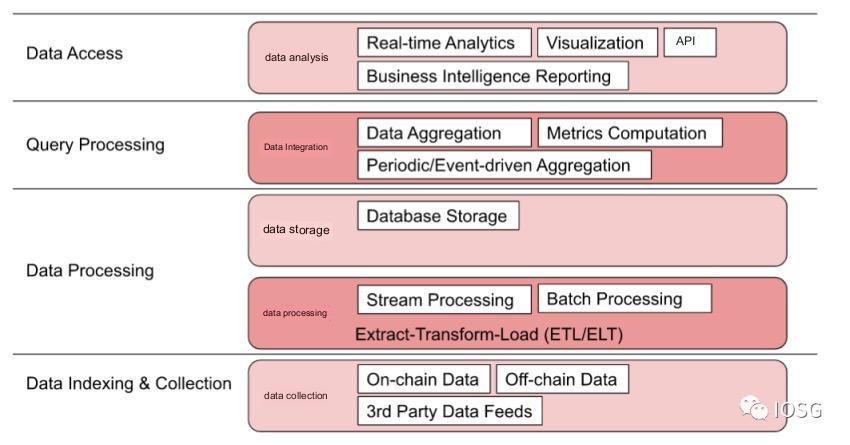 Data Access
data analysis
Real-time Analytics
Visualization
API
Business Intelligence Reporting
Query Processing
Data Integration
Data Aggregation
Metrics Computation
Periodic/Event-driven Aggregation
Data Processing
data storage
Database Storage
data processing
Stream Processing
Batch Processing
Extract-Transform-Load (ETL/ELT)
Data Indexing & Collection
data collection
On-chain Data
Off-chain Data
3rd Party Data Feeds
IOSG